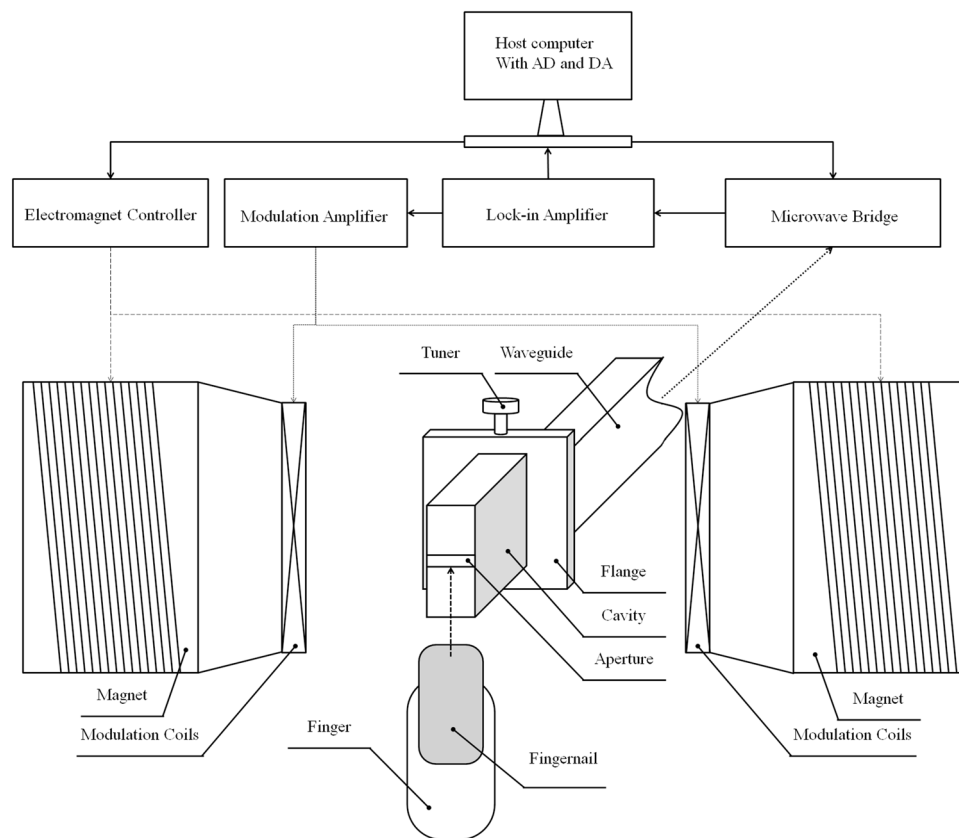 Host computer
With AD and DA
Electromagnet Controller
Modulation Amplifier
Lock-in Amplifier
Microwave Bridge
Tuner
Waveguide
Flange
Cavity
Aperture
Magnet
Modulation Coils
Magnet
Modulation Coils
Finger
Fingernail